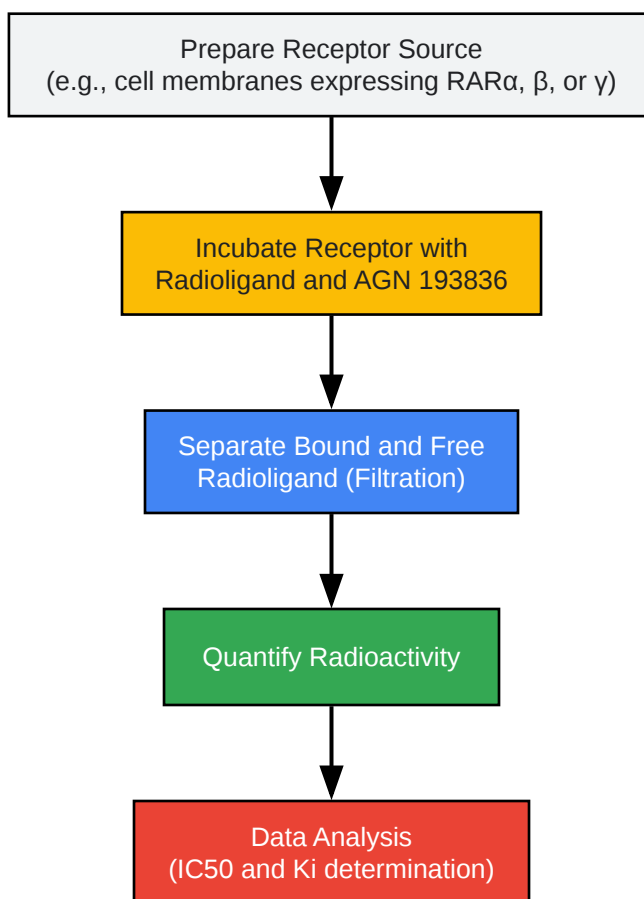 Prepare Receptor Source
(e.g., cell membranes expressing RARα, β, or γ)
Incubate Receptor with
Radioligand and AGN 193836
Separate Bound and Free
Radioligand (Filtration)
Quantify Radioactivity
Data Analysis
(IC50 and Ki determination)